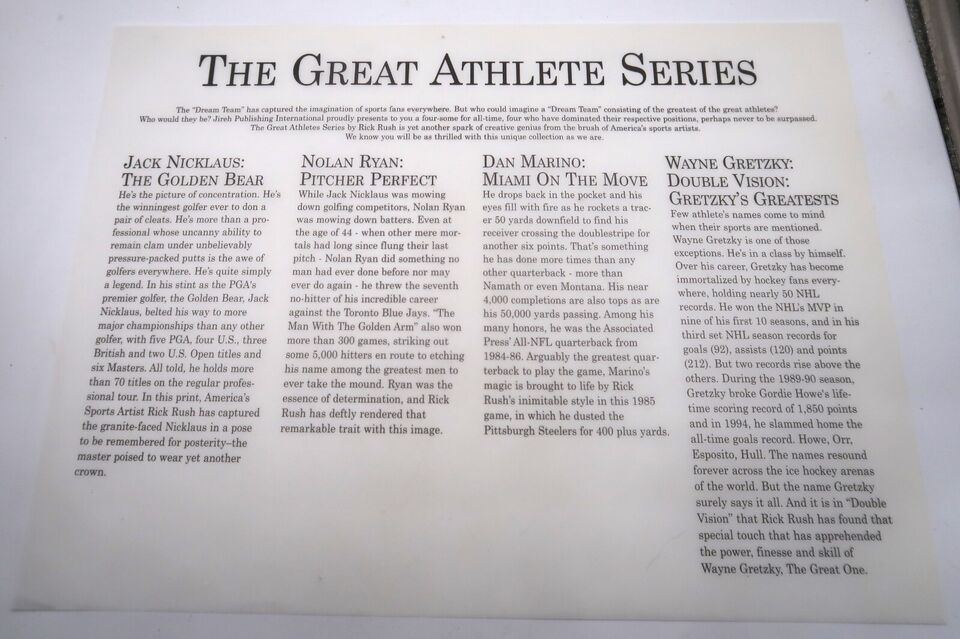 THE GREAT ATHLETE SERIES
The "Dream Team" has captured the imagination of sports fans everywhere. But who could imagine a "Dream Team" consisting of the greatest of the great athletes?
Who would they be? Jireh Publishing International proudly presents to you a four-some for all-time, four who have dominated their respective positions, perhaps never to be surpassed.
The Great Athletes Series by Rick Rush is yet another spark of creative genius from the brush of America's sports artists.
We know you will be as thrilled with this unique collection as we are.
JACK NICKLAUS:
THE GOLDEN BEAR
He's the picture of concentration. He's
the winningest golfer ever to don a
pair of cleats. He's more than a pro-
fessional whose uncanny ability to
remain clam under unbelievably
pressure-packed putts is the awe of
golfers everywhere. He's quite simply
a legend. In his stint as the PGA's
premier golfer, the Golden Bear, Jack
Nicklaus, belted his way to more
major championships than any other
golfer, with five PGA, four U.S., three
British and two U.S. Open titles and
six Masters. All told, he holds more
than 70 titles on the regular profes-
sional tour. In this print, America's
Sports Artist Rick Rush has captured
the granite-faced Nicklaus in a pose
to be remembered for posterity--the
master poised to wear yet another
crown.
NOLAN RYAN:
PITCHER PERFECT
While Jack Nicklaus was mowing
down golfing competitors, Nolan Ryan
was mowing down batters. Even at
the age of 44 - when other mere mor-
tals had long since flung their last
pitch - Nolan Ryan did something no
man had ever done before nor may
ever do again - he threw the seventh
no-hitter of his incredible career
against the Toronto Blue Jays. "The
Man With The Golden Arm" also won
more than 300 games, striking out
some 5,000 hitters en route to etching
his name among the greatest men to
ever take the mound. Ryan was the
essence of determination, and Rick
Rush has deftly rendered that
remarkable trait with this image.
DAN MARINO:
MIAMI ON THE MOVE
He drops back in the pocket and his
eyes fill with fire as he rockets a trac-
er 50 yards downfield to find his
receiver crossing the doublestripe for
another six points. That's something
he has done more times than any
other quarterback - more than
Namath or even Montana. His near
4,000 completions are also tops as are
his 50,000 yards passing. Among his
many honors, he was the Associated
Press' All-NFL quarterback from
1984-86. Arguably the greatest quar-
terback to play the game, Marino's
magic is brought to life by Rick
Rush's inimitable style in this 1985
game, in which he dusted the
Pittsburgh Steelers for 400 plus yards.
WAYNE GRETZKY:
DOUBLE VISION:
GRETZKY'S GREATESTS
Few athlete's names come to mind
when their sports are mentioned.
Wayne Gretzky is one of those
exceptions. He's in a class by himself.
Over his career, Gretzky has become
immortalized by hockey fans every-
where, holding nearly 50 NHL
records. He won the NHL's MVP in
nine of his first 10 seasons, and in his
third set NHL season records for
goals (92), assists (120) and points
(212). But two records rise above the
others. During the 1989-90 season,
Gretzky broke Gordie Howe's life-
time scoring record of 1,850 points
and in 1994, he slammed home the
all-time goals record. Howe, Orr,
Esposito, Hull. The names resound
forever across the ice hockey arenas
of the world. But the name Gretzky
surely says it all. And it is in "Double
Vision" that Rick Rush has found that
special touch that has apprehended
the power, finesse and skill of
Wayne Gretzky, The Great One.